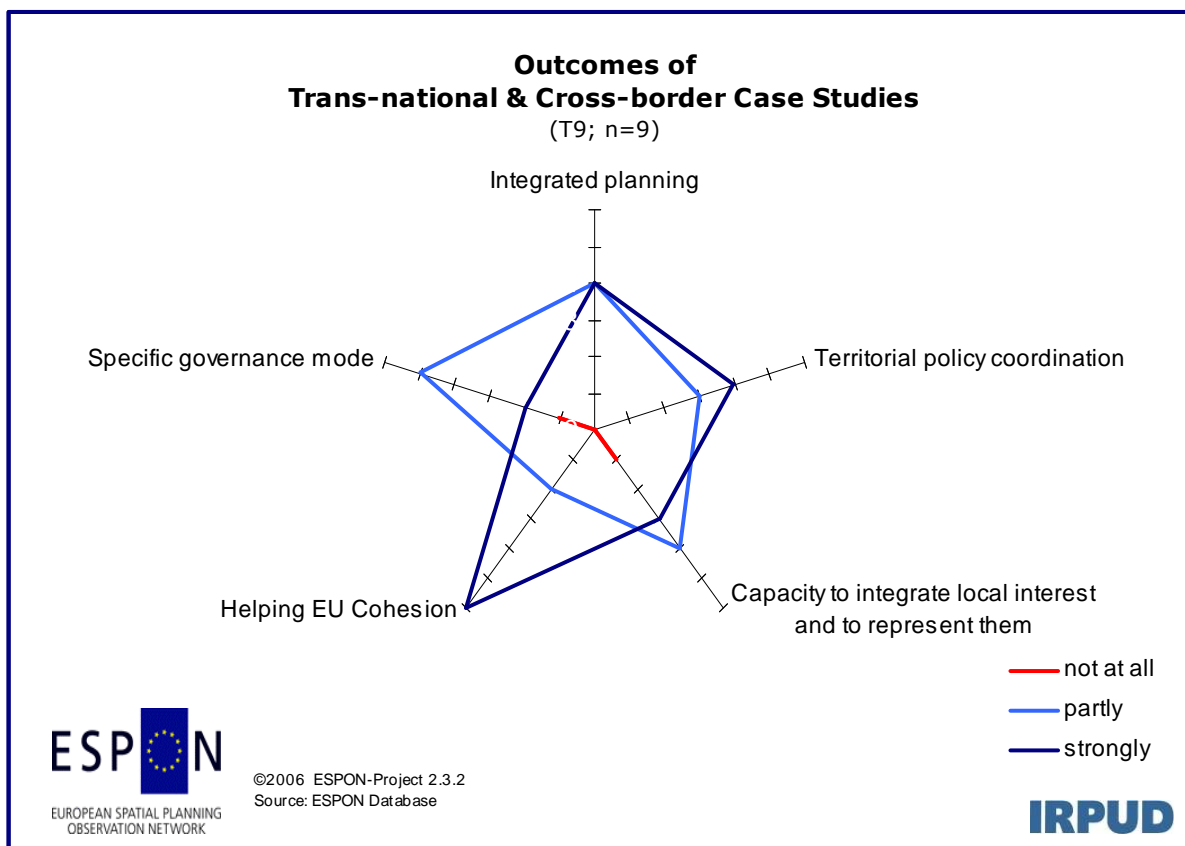 Outcomes of
Trans-national & Cross-border Case Studies
(T9; n=9)
Integrated planning
Specific governance mode
Territorial policy coordination
Helping EU Cohesion
Capacity to integrate local interest
and to represent them
not at all
partly
strongly
ESPON
EUROPEAN SPATIAL PLANNING
OBSERVATION NETWORK
©2006 ESPON-Project 2.3.2
Source: ESPON Database
IRPUD